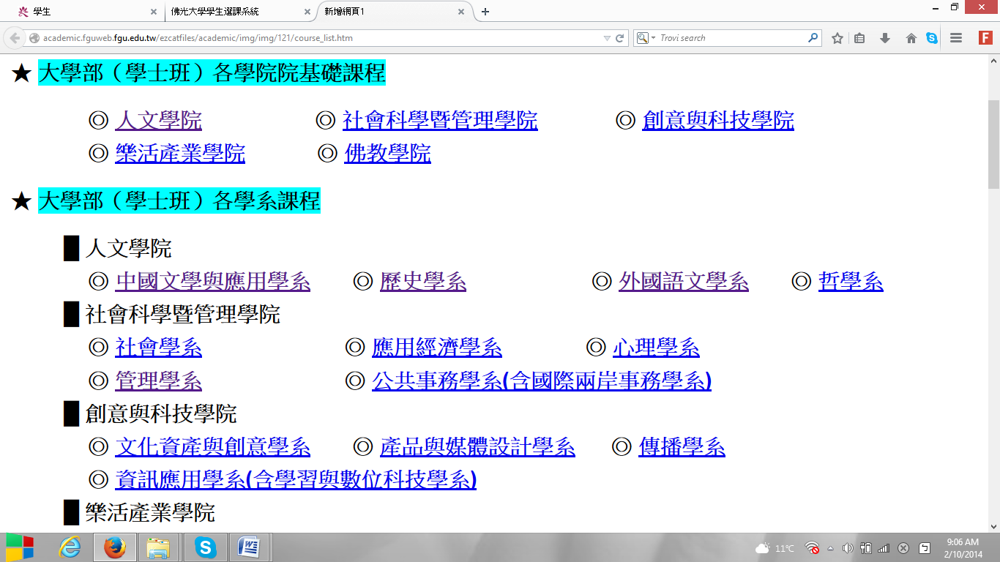 學生 佛光大學學生選課系統 新增網頁1
academic.fguweb.fgu.edu.tw/ezcatfiles/academic/img/img/121/course_list.htm Trovi search F
★ 大學部（學士班）各學院院基礎課程
◎ 人文學院 ◎ 社會科學暨管理學院 ◎ 創意與科技學院
◎ 樂活產業學院 ◎ 佛教學院
★ 大學部（學士班）各學系課程
█ 人文學院
◎ 中國文學與應用學系 ◎ 歷史學系 ◎ 外國語文學系 ◎ 哲學系
█ 社會科學暨管理學院
◎ 社會學系 ◎ 應用經濟學系 ◎ 心理學系
◎ 管理學系 ◎ 公共事務學系(含國際兩岸事務學系)
█ 創意與科技學院
◎ 文化資產與創意學系 ◎ 產品與媒體設計學系 ◎ 傳播學系
◎ 資訊應用學系(含學習與數位科技學系)
█ 樂活產業學院
11°C 9:06 AM
2/10/2014